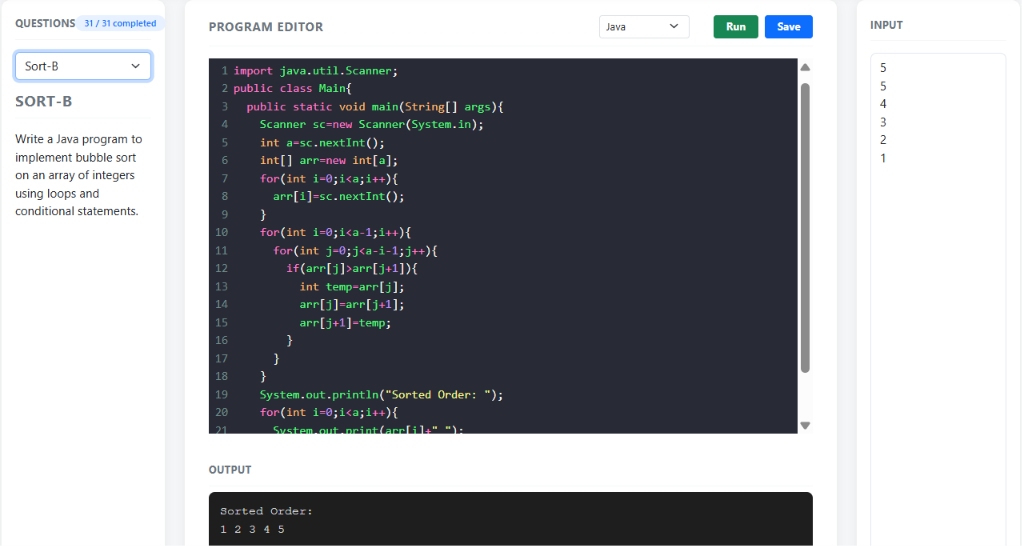 QUESTIONS 31 / 31 completed
Sort-B
SORT-B
Write a Java program to
implement bubble sort
on an array of integers
using loops and
conditional statements.
PROGRAM EDITOR
Java
Run
Save
1 import java.util.Scanner;
2 public class Main{
3   public static void main(String[] args){
4     Scanner sc=new Scanner(System.in);
5     int a=sc.nextInt();
6     int[] arr=new int[a];
7     for(int i=0;i<a;i++){
8       arr[i]=sc.nextInt();
9     }
10     for(int i=0;i<a-1;i++){
11       for(int j=0;j<a-i-1;j++){
12         if(arr[j]>arr[j+1]){
13           int temp=arr[j];
14           arr[j]=arr[j+1];
15           arr[j+1]=temp;
16         }
17       }
18     }
19     System.out.println("Sorted Order: ");
20     for(int i=0;i<a;i++){
21       System.out.print(arr[i]+" ");
OUTPUT
Sorted Order:
1 2 3 4 5
INPUT
5
5
4
3
2
1